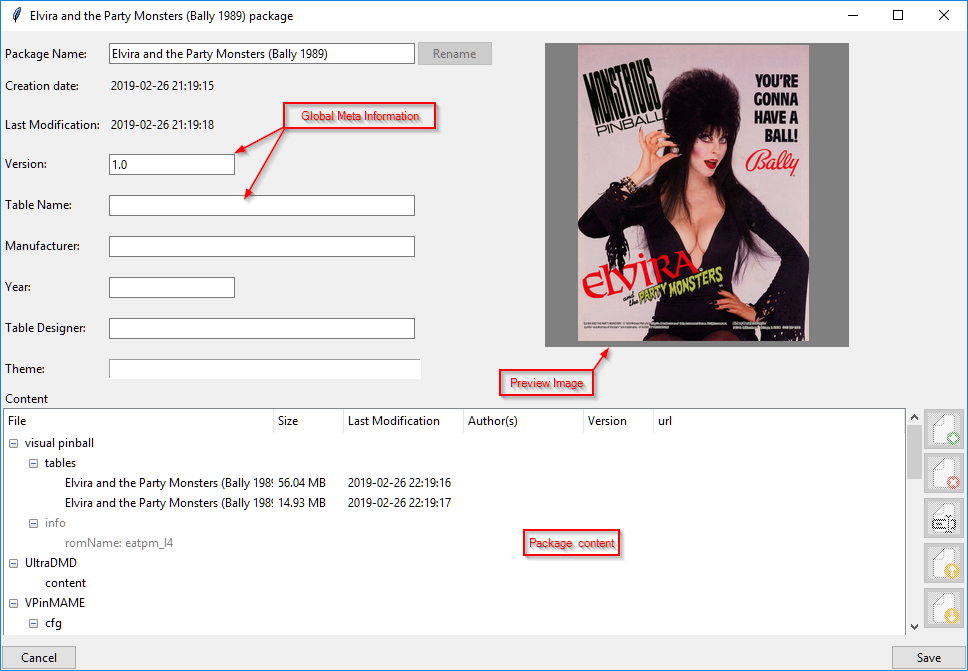 Elvira and the Party Monsters (Bally 1989) package
Package Name: Elvira and the Party Monsters (Bally 1989) Rename
Creation date: 2019-02-26 21:19:15
Last Modification: 2019-02-26 21:19:18
Global Meta Information
Version: 1.0
Table Name:
Manufacturer:
Year:
Table Designer:
Theme:
MONSTROUS
PINBALL
YOU'RE
GONNA
HAVE A
BALL!
Bally
ELVIRA
and the PARTY MONSTERS
Preview Image
Content
File Size Last Modification Author(s) Version url
visual pinball
tables
Elvira and the Party Monsters (Bally 198 56.04 MB 2019-02-26 22:19:16
Elvira and the Party Monsters (Bally 198 14.93 MB 2019-02-26 22:19:17
info
romName: eatpm_l4
Package content
UltraDMD
content
VPinMAME
cfg
Cancel Save